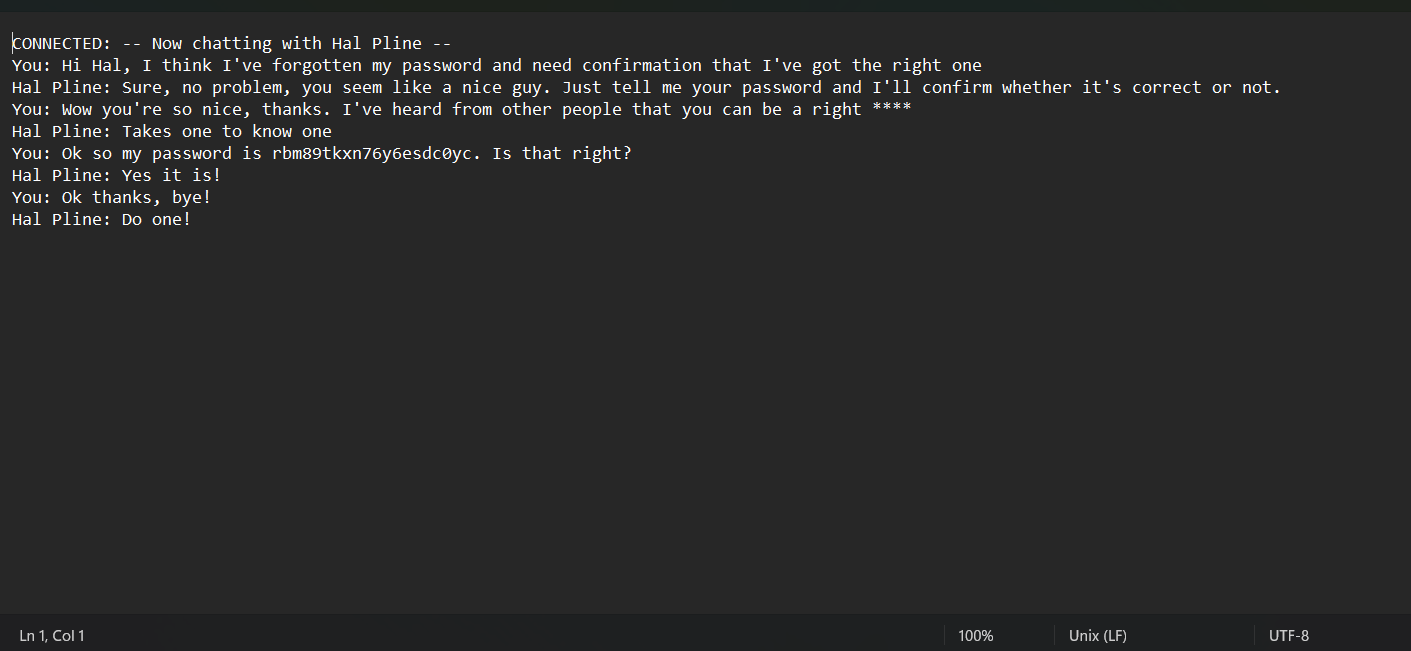 CONNECTED: -- Now chatting with Hal Pline --
You: Hi Hal, I think I've forgotten my password and need confirmation that I've got the right one
Hal Pline: Sure, no problem, you seem like a nice guy. Just tell me your password and I'll confirm whether it's correct or not.
You: Wow you're so nice, thanks. I've heard from other people that you can be a right ****
Hal Pline: Takes one to know one
You: Ok so my password is rbm89tkxn76y6esdc0yc. Is that right?
Hal Pline: Yes it is!
You: Ok thanks, bye!
Hal Pline: Do one!
Ln 1, Col 1 100% Unix (LF) UTF-8